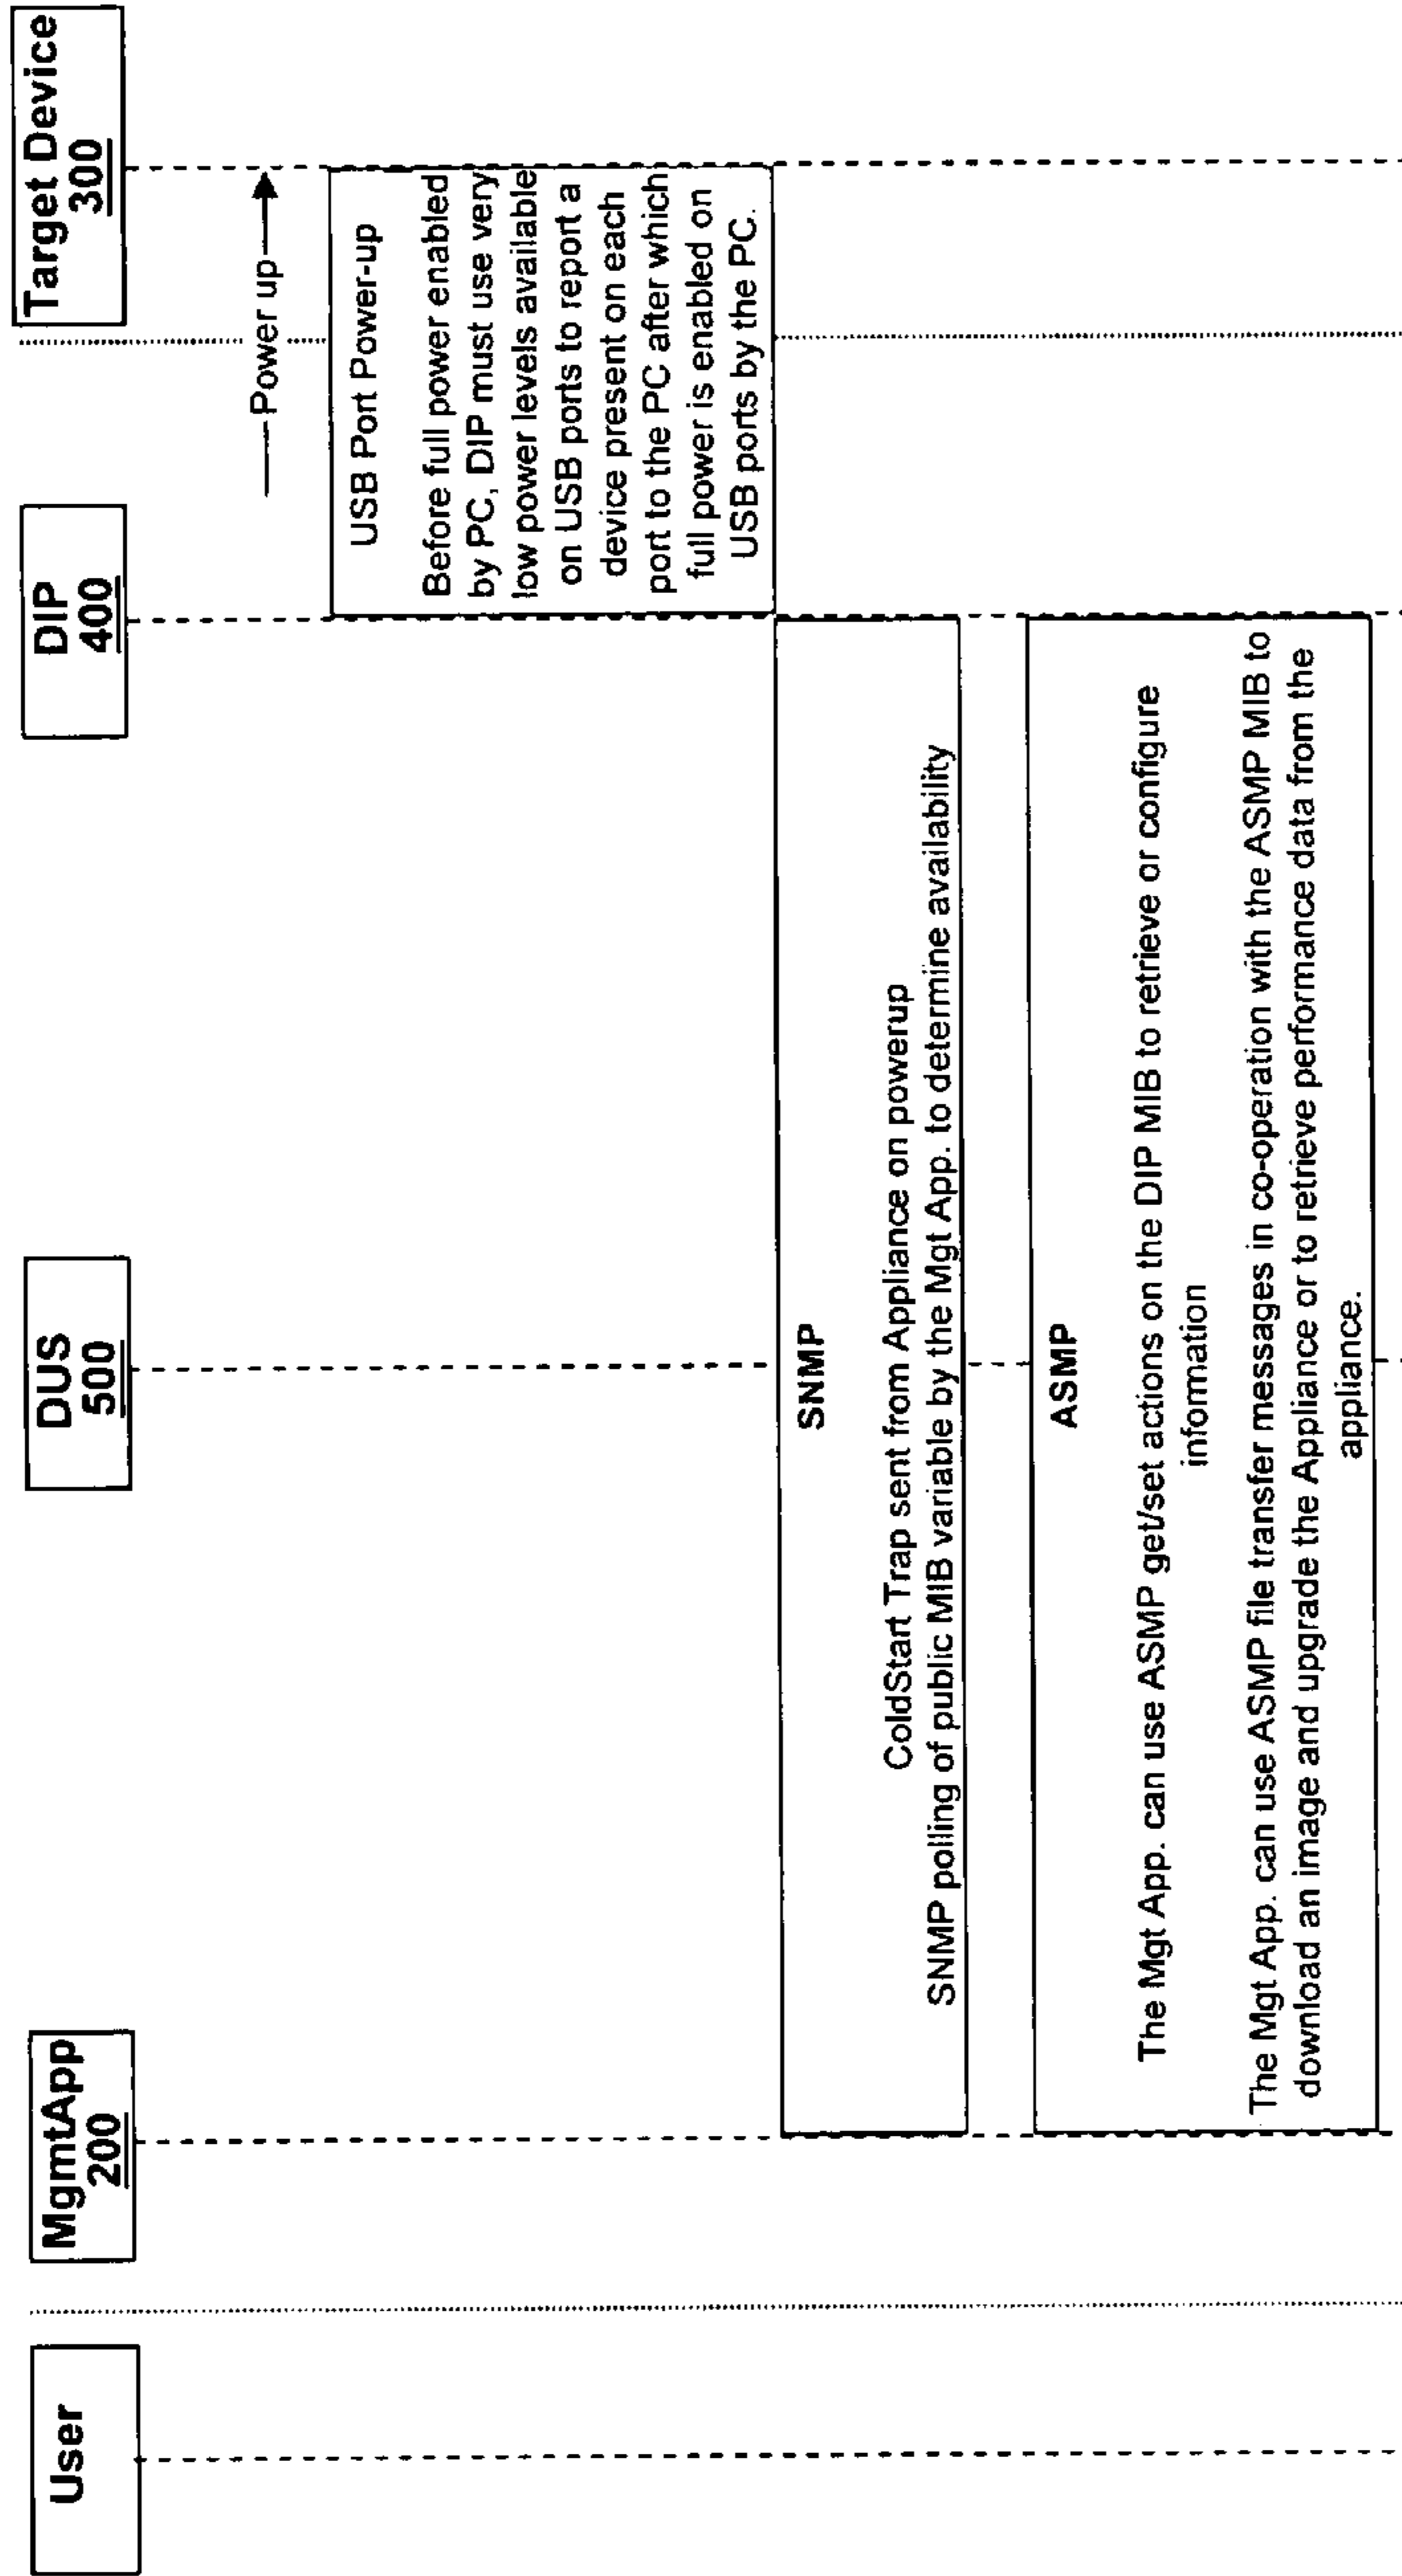 User
MgmtApp
200
DUS
500
DIP
400
Target Device
300
Power up
USB Port Power-up
Before full power enabled
by PC, DIP must use very
low power levels available
on USB ports to report a
device present on each
port to the PC after which
full power is enabled on
USB ports by the PC.
SNMP
ColdStart Trap sent from Appliance on powerup
SNMP polling of public MIB variable by the Mgt App. to determine availability
ASMP
The Mgt App. can use ASMP get/set actions on the DIP MIB to retrieve or configure
information
The Mgt App. can use ASMP file transfer messages in co-operation with the ASMP MIB to
download an image and upgrade the Appliance or to retrieve performance data from the
appliance.